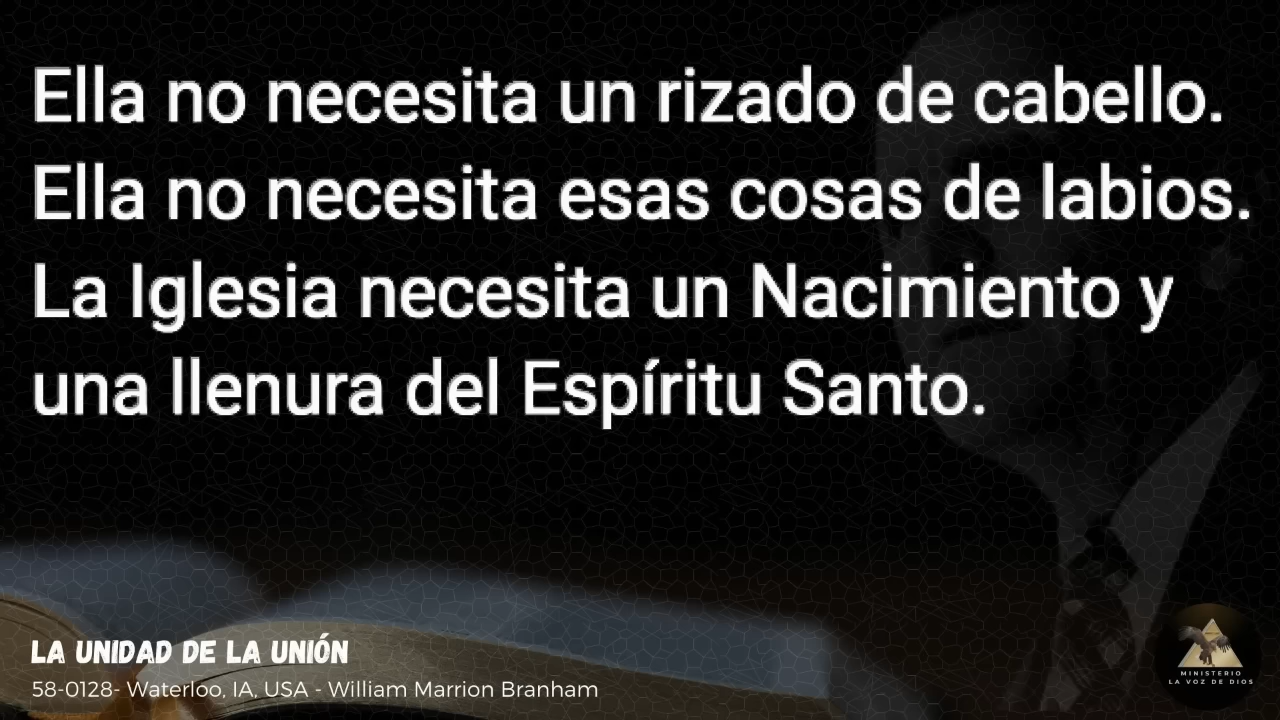 Ella no necesita un rizado de cabello.
Ella no necesita esas cosas de labios.
La Iglesia necesita un Nacimiento y
una llenura del Espíritu Santo.
LA UNIDAD DE LA UNIÓN
58-0128- Waterloo, IA, USA - William Marrion Branham
MINISTERIO
LA VOZ DE DIOS